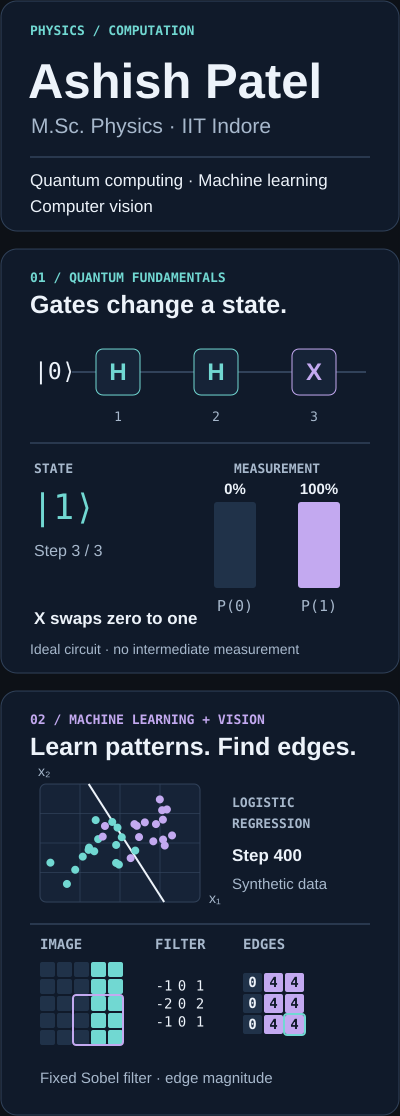 PHYSICS / COMPUTATION
Ashish Patel
M.Sc. Physics · IIT Indore
Quantum computing · Machine learning
Computer vision
01 / QUANTUM FUNDAMENTALS
Gates change a state.
|0⟩ H H X
1 2 3
STATE
|1⟩
Step 3 / 3
MEASUREMENT
0% 100%
P(0) P(1)
X swaps zero to one
Ideal circuit · no intermediate measurement
02 / MACHINE LEARNING + VISION
Learn patterns. Find edges.
x₂
x₁
LOGISTIC
REGRESSION
Step 400
Synthetic data
IMAGE FILTER EDGES
-1 0 1
-2 0 2
-1 0 1
0 4 4
0 4 4
0 4 4
Fixed Sobel filter · edge magnitude